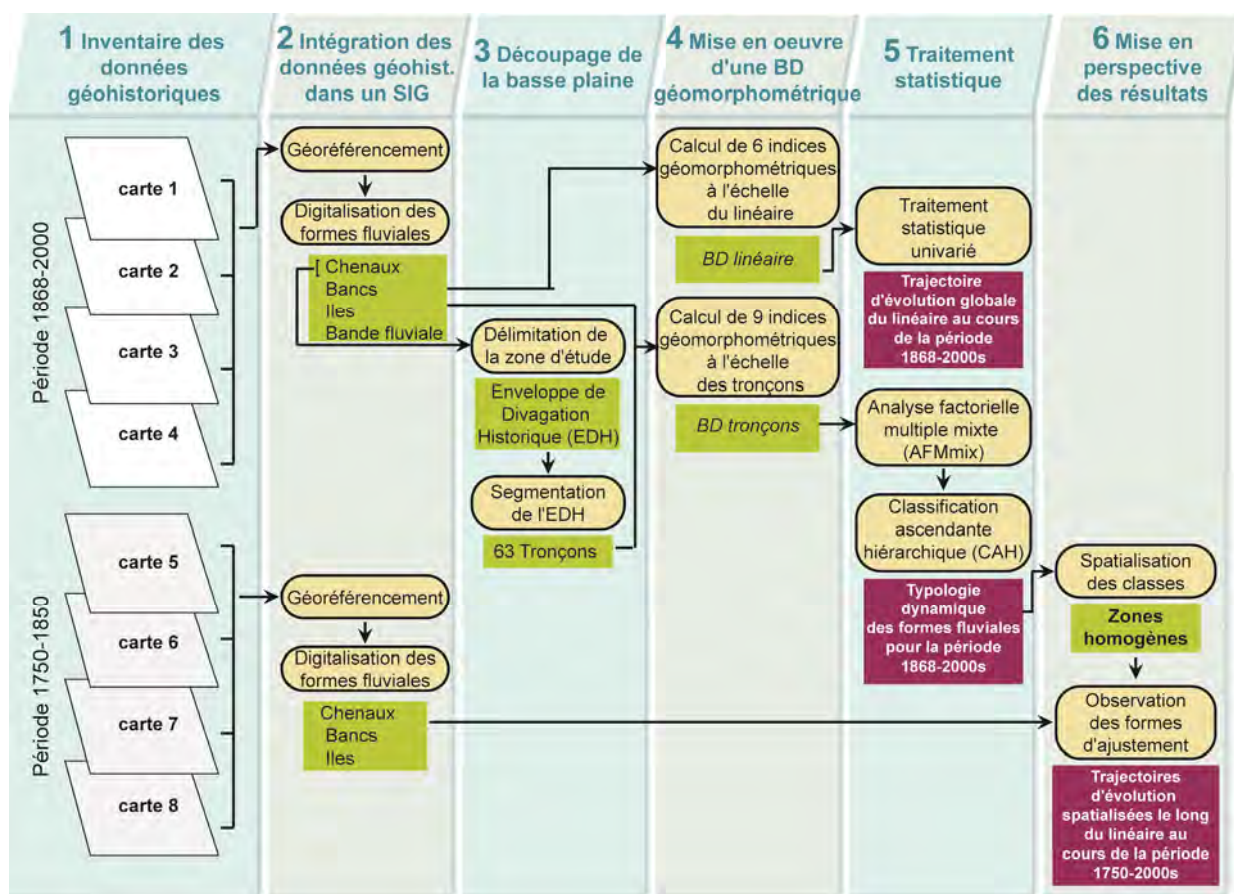 1 Inventaire des
données
géohistoriques
2 Intégration des
données géohist.
dans un SIG
3 Découpage de
la basse plaine
4 Mise en oeuvre
d'une BD
géomorphométrique
5 Traitement
statistique
6 Mise en
perspective
des résultats
Période 1868-2000
carte 1
carte 2
carte 3
carte 4
Période 1750-1850
carte 5
carte 6
carte 7
carte 8
Géoréférencement
Digitalisation des
formes fluviales
[ Chenaux
Bancs
Iles
Bande fluviale
Géoréférencement
Digitalisation des
formes fluviales
Chenaux
Bancs
Iles
Délimitation de
la zone d'étude
Enveloppe de
Divagation
Historique (EDH)
Segmentation
de l'EDH
63 Tronçons
Calcul de 6 indices
géomorphométriques
à l'échelle
du linéaire
BD linéaire
Calcul de 9 indices
géomorphométriques
à l'échelle
des tronçons
BD tronçons
Traitement
statistique
univarié
Trajectoire
d'évolution globale
du linéaire au cours
de la période
1868-2000s
Analyse factorielle
multiple mixte
(AFMmix)
Classification
ascendante
hiérarchique (CAH)
Typologie
dynamique
des formes fluviales
pour la période
1868-2000s
Spatialisation
des classes
Zones
homogènes
Observation
des formes
d'ajustement
Trajectoires
d'évolution
spatialisées le long
du linéaire au
cours de la période
1750-2000s